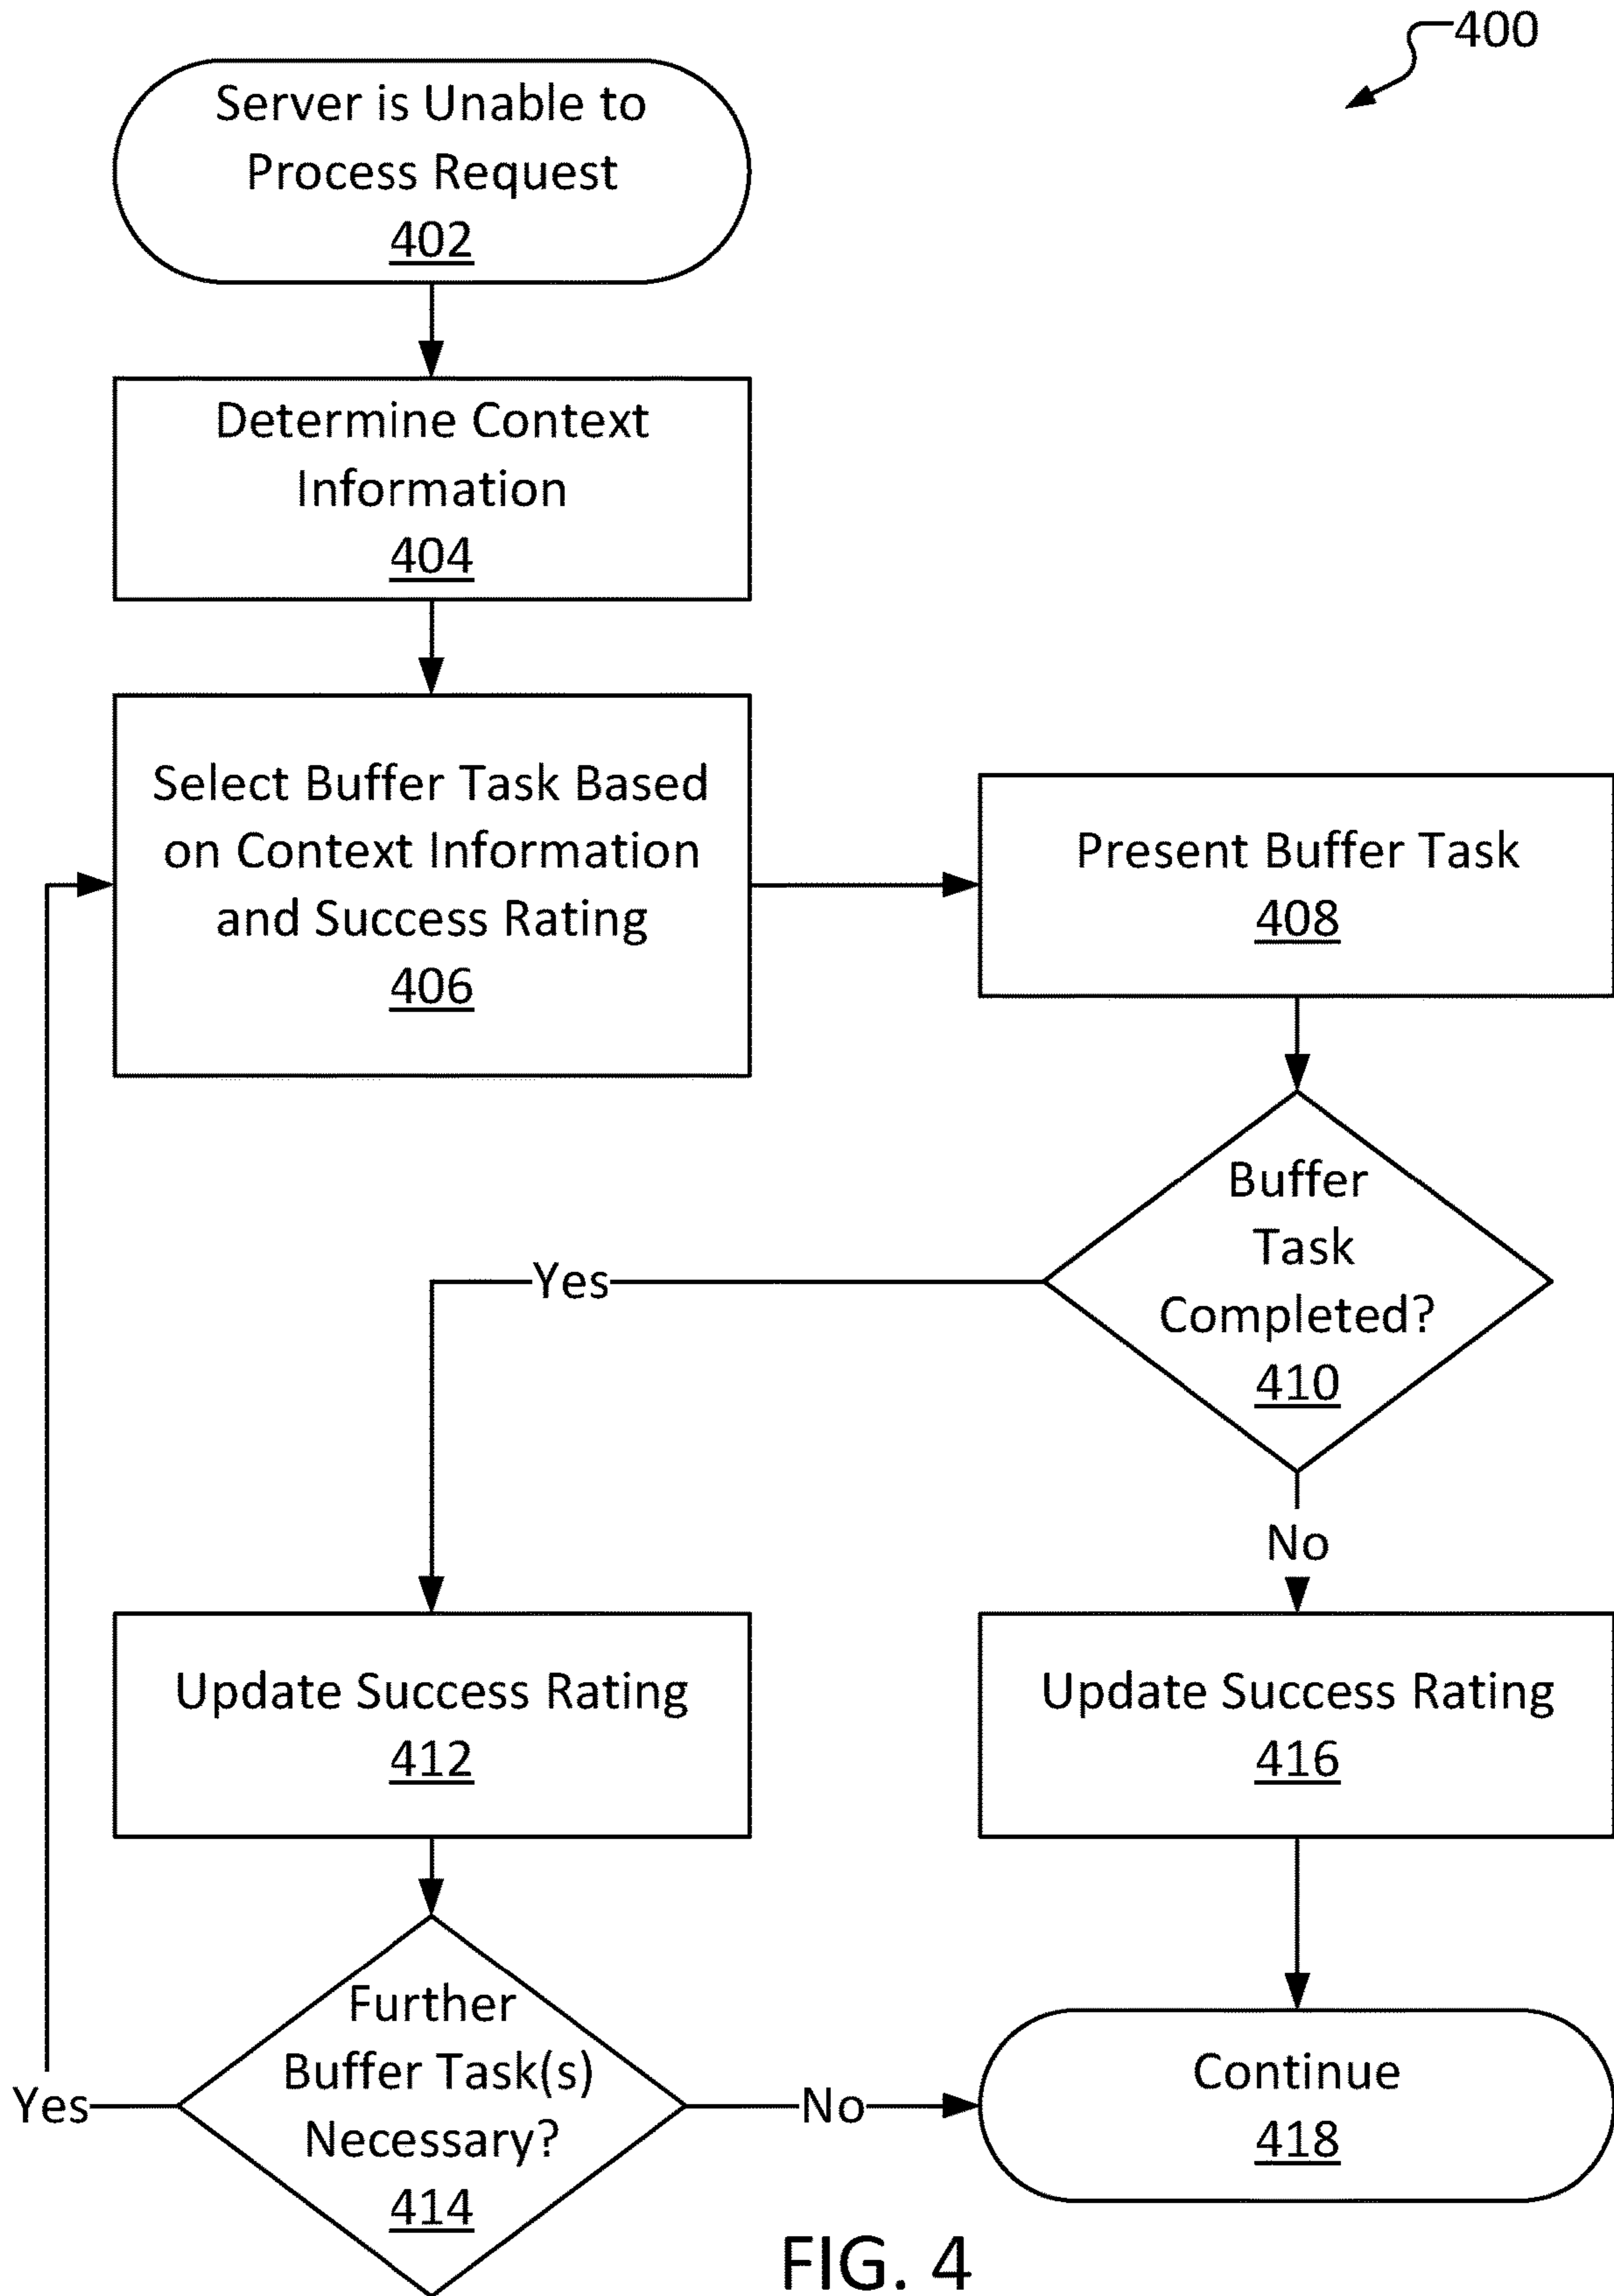 400
Server is Unable to
Process Request
402
Determine Context
Information
404
Select Buffer Task Based
on Context Information
and Success Rating
406
Present Buffer Task
408
Buffer
Task
Completed?
410
Yes
No
Update Success Rating
412
Update Success Rating
416
Further
Buffer Task(s)
Necessary?
414
Yes
No
Continue
418
FIG. 4